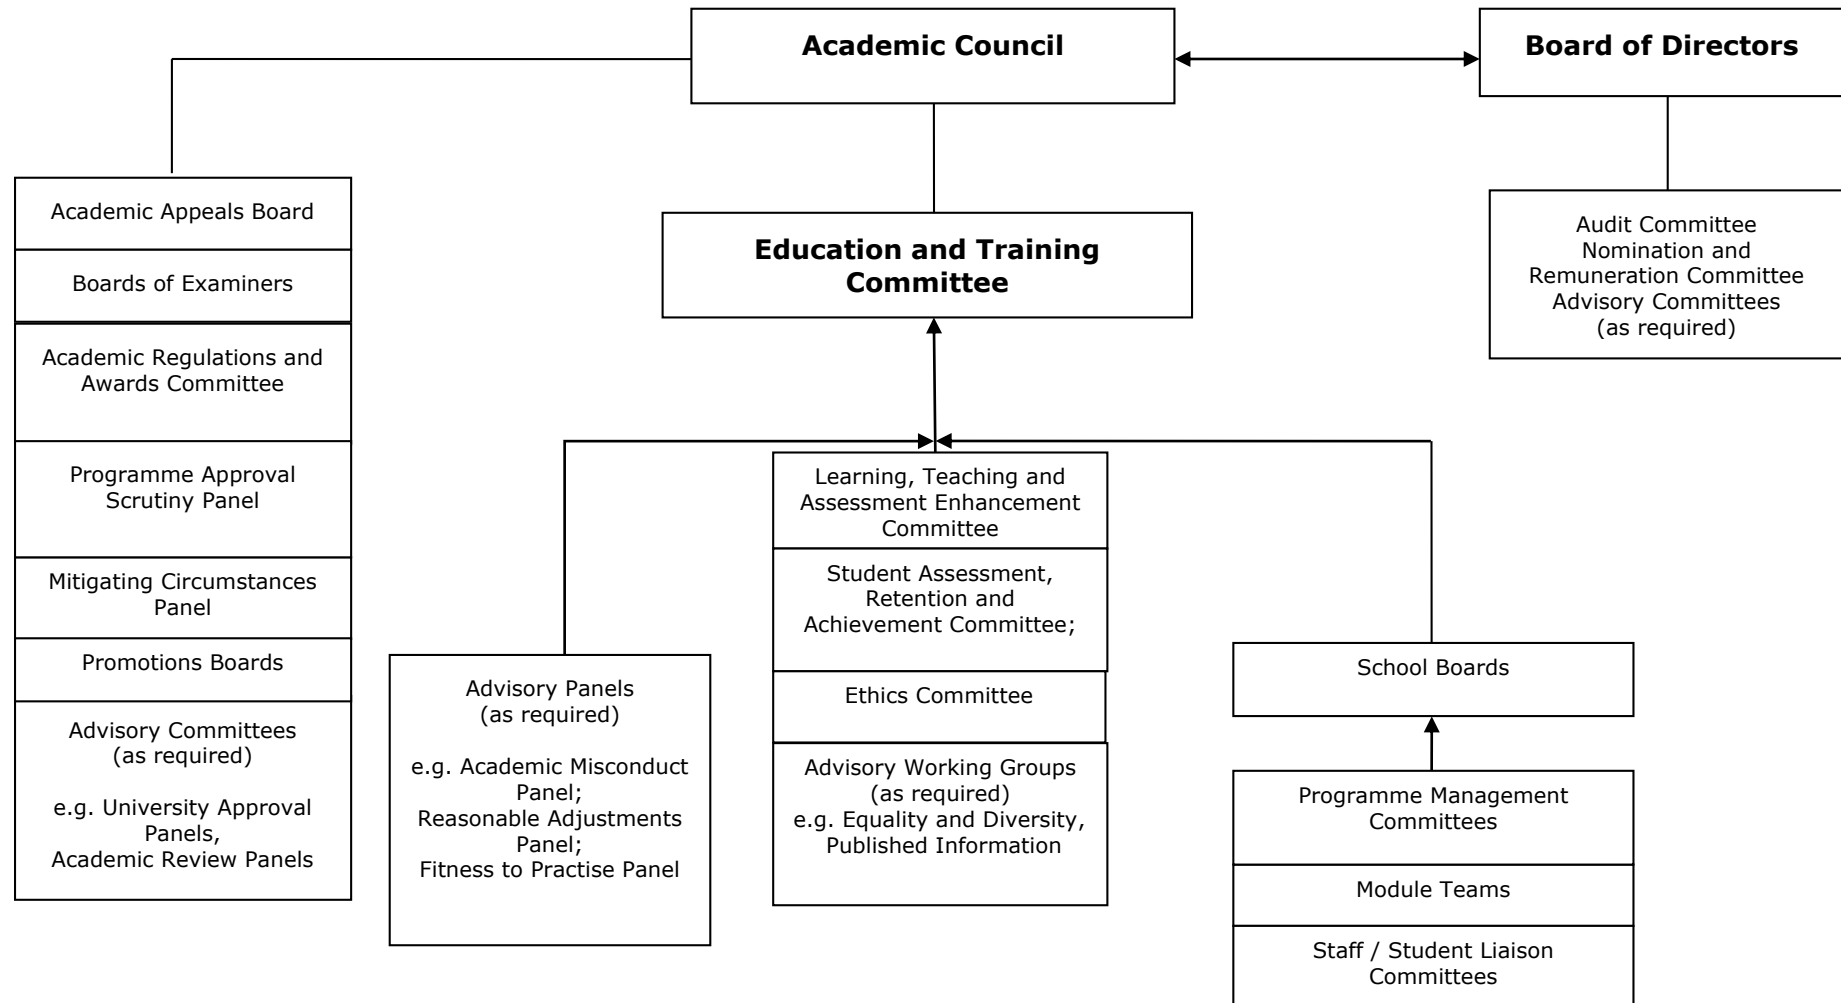 Academic Council
Board of Directors
Academic Appeals Board
Boards of Examiners
Academic Regulations and
Awards Committee
Programme Approval
Scrutiny Panel
Mitigating Circumstances
Panel
Promotions Boards
Advisory Committees
(as required)
e.g. University Approval
Panels,
Academic Review Panels
Education and Training
Committee
Audit Committee
Nomination and
Remuneration Committee
Advisory Committees
(as required)
Advisory Panels
(as required)
e.g. Academic Misconduct
Panel;
Reasonable Adjustments
Panel;
Fitness to Practise Panel
Learning, Teaching and
Assessment Enhancement
Committee
Student Assessment,
Retention and
Achievement Committee;
Ethics Committee
Advisory Working Groups
(as required)
e.g. Equality and Diversity,
Published Information
School Boards
Programme Management
Committees
Module Teams
Staff / Student Liaison
Committees